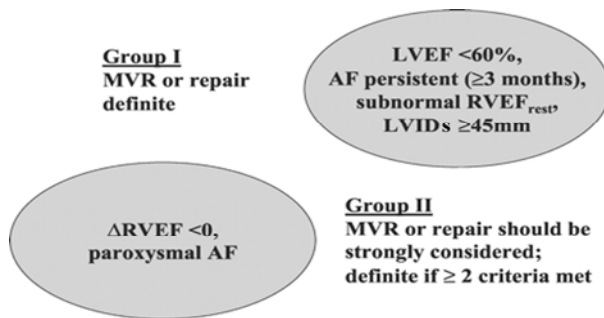 Group I
MVR or repair
definite
LVEF <60%,
AF persistent (≥3 months),
subnormal RVEFrest,
LVIDs ≥45mm
ΔRVEF <0,
paroxysmal AF
Group II
MVR or repair should be
strongly considered;
definite if ≥ 2 criteria met